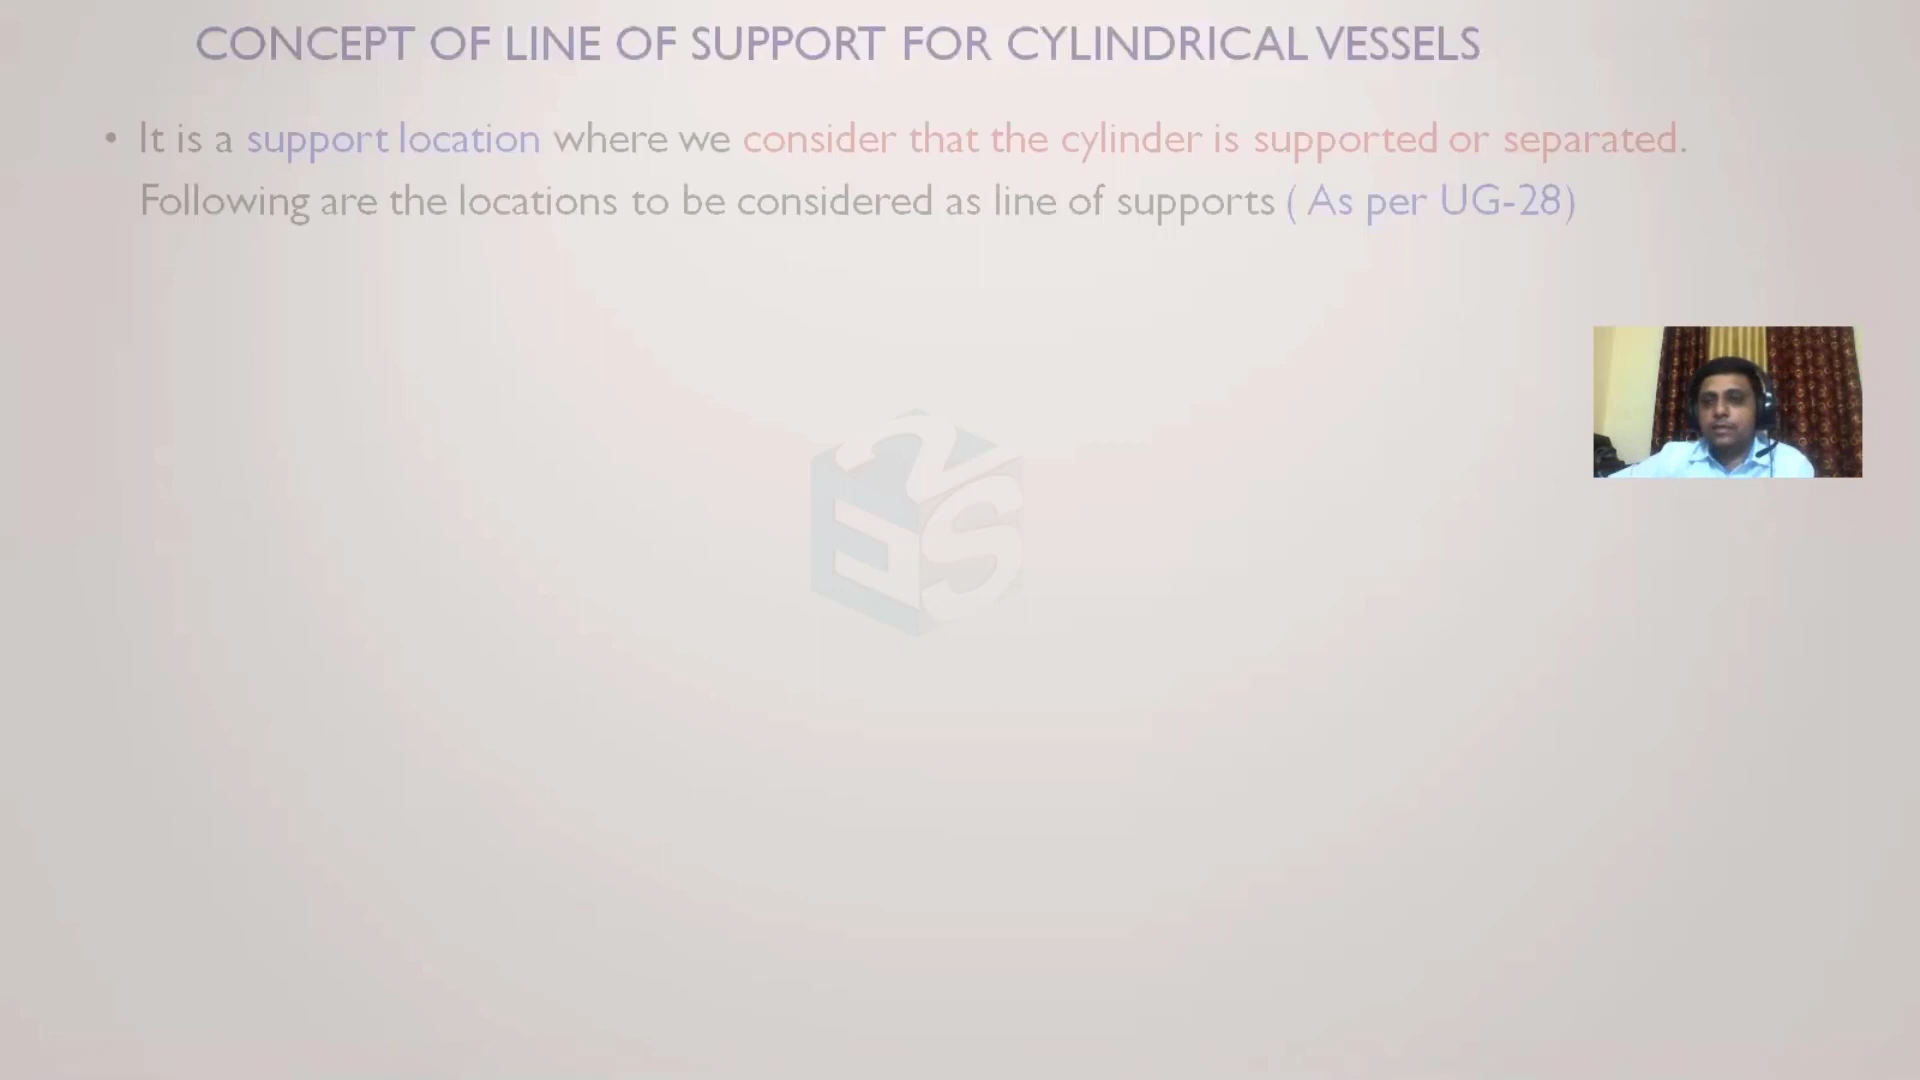 CONCEPT OF LINE OF SUPPORT FOR CYLINDRICAL VESSELS
• It is a support location where we consider that the cylinder is supported or separated.
Following are the locations to be considered as line of supports ( As per UG-28)